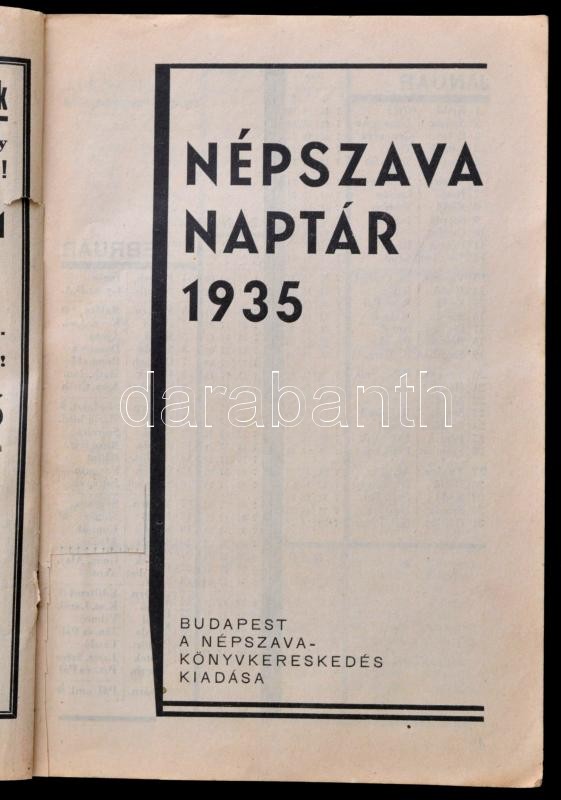 NÉPSZAVA
NAPTÁR
1935
darabanth
BUDAPEST
A NÉPSZAVA-
KÖNYVKERESKEDÉS
KIADÁSA